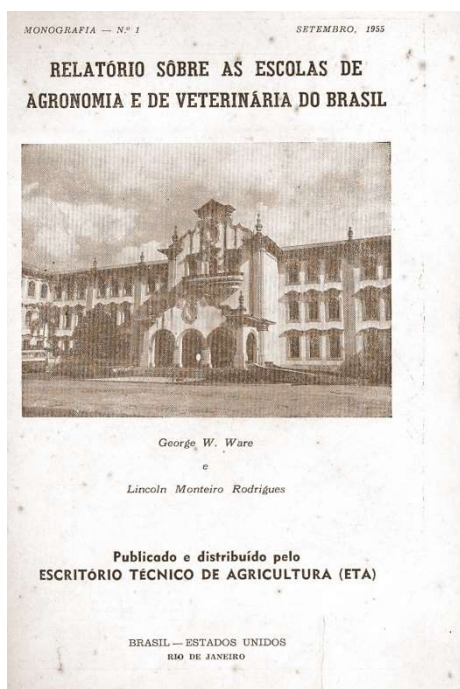 MONOGRAFIA — N.º 1
SETEMBRO, 1955
RELATÓRIO SÔBRE AS ESCOLAS DE
AGRONOMIA E DE VETERINÁRIA DO BRASIL
George W. Ware
e
Lincoln Monteiro Rodrigues
Publicado e distribuído pelo
ESCRITÓRIO TÉCNICO DE AGRICULTURA (ETA)
BRASIL — ESTADOS UNIDOS
RIO DE JANEIRO